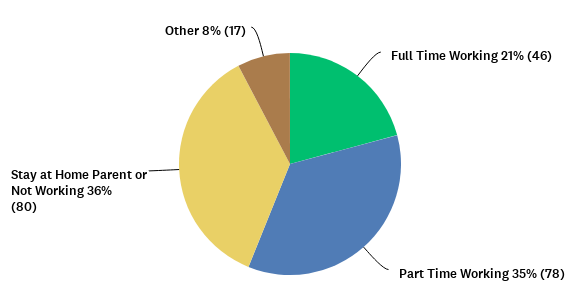 Other 8% (17)
Full Time Working 21% (46)
Stay at Home Parent or
Not Working 36%
(80)
Part Time Working 35% (78)